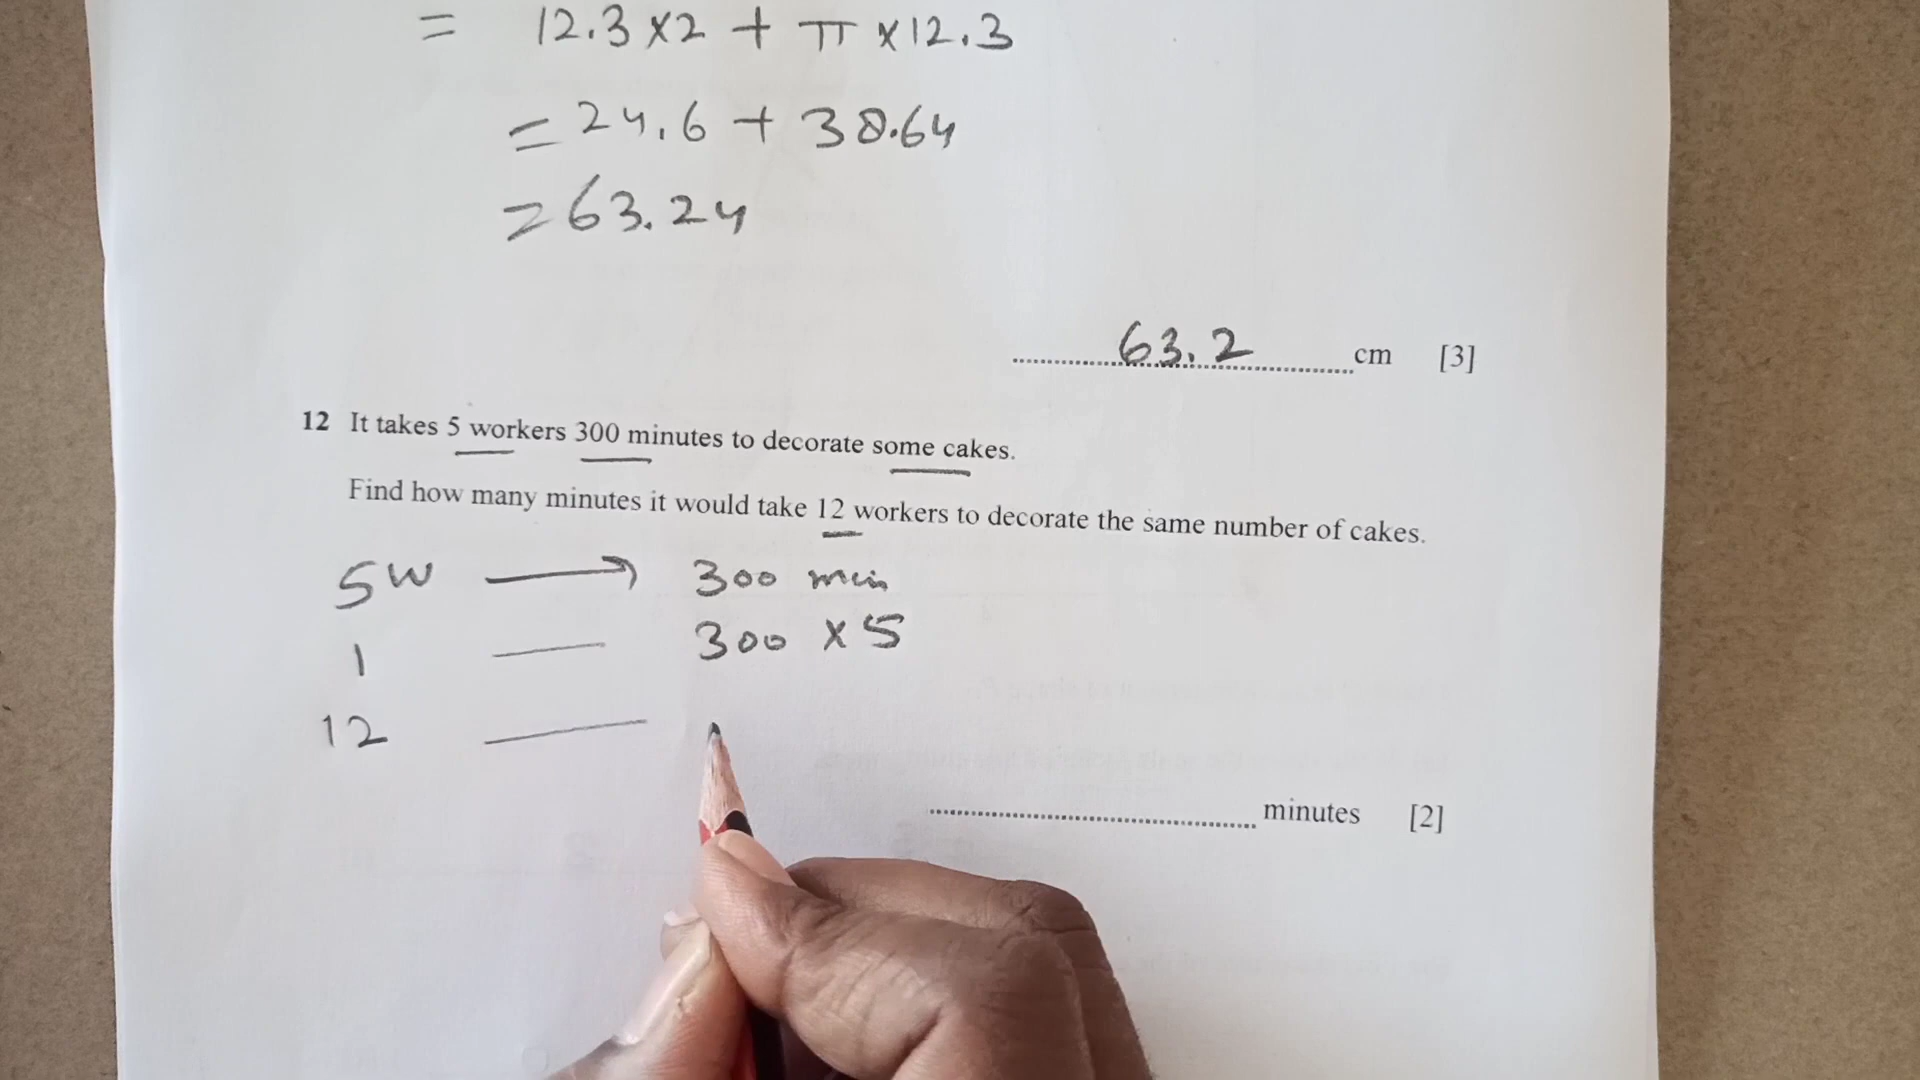 = 12.3 x 2 + π x 12.3
= 24.6 + 38.64
= 63.24
63.2 cm [3]
12 It takes 5 workers 300 minutes to decorate some cakes.
Find how many minutes it would take 12 workers to decorate the same number of cakes.
5W → 300 min
1 — 300 x 5
12 —
minutes [2]